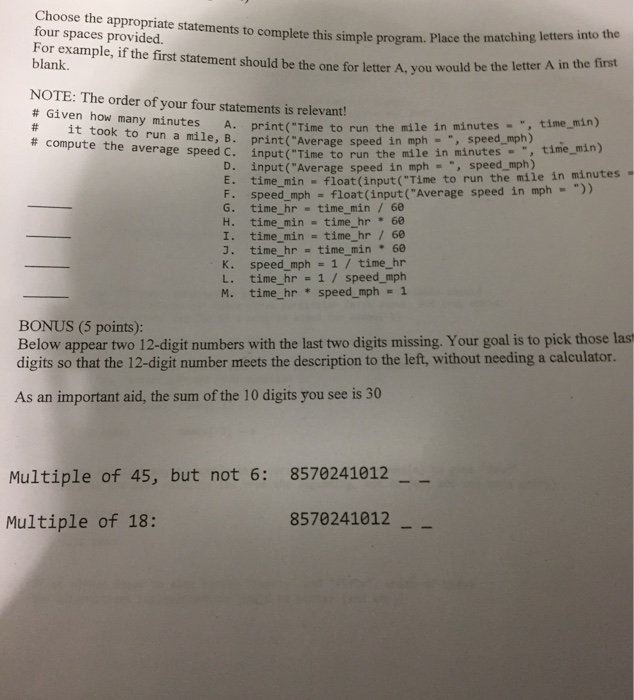 Choose the appropriate statements to complete this simple program. Place the matching letters into the
four spaces provided.
For example, if the first statement should be the one for letter A, you would be the letter A in the first
blank.
NOTE: The order of your four statements is relevant!
# Given how many minutes
# it took to run a mile,
# compute the average speed
A. print("Time to run the mile in minutes = ", time_min)
B. print("Average speed in mph = ", speed_mph)
C. input("Time to run the mile in minutes = ", time_min)
D. input("Average speed in mph = ", speed_mph)
E. time_min = float(input("Time to run the mile in minutes =
F. speed_mph = float(input("Average speed in mph = "))
G. time_hr = time_min / 60
H. time_min = time_hr * 60
I. time_min = time_hr / 60
J. time_hr = time_min * 60
K. speed_mph = 1 / time_hr
L. time_hr = 1 / speed_mph
M. time_hr * speed_mph = 1
BONUS (5 points):
Below appear two 12-digit numbers with the last two digits missing. Your goal is to pick those last
digits so that the 12-digit number meets the description to the left, without needing a calculator.
As an important aid, the sum of the 10 digits you see is 30
Multiple of 45, but not 6: 8570241012 _ _
Multiple of 18: 8570241012 _ _